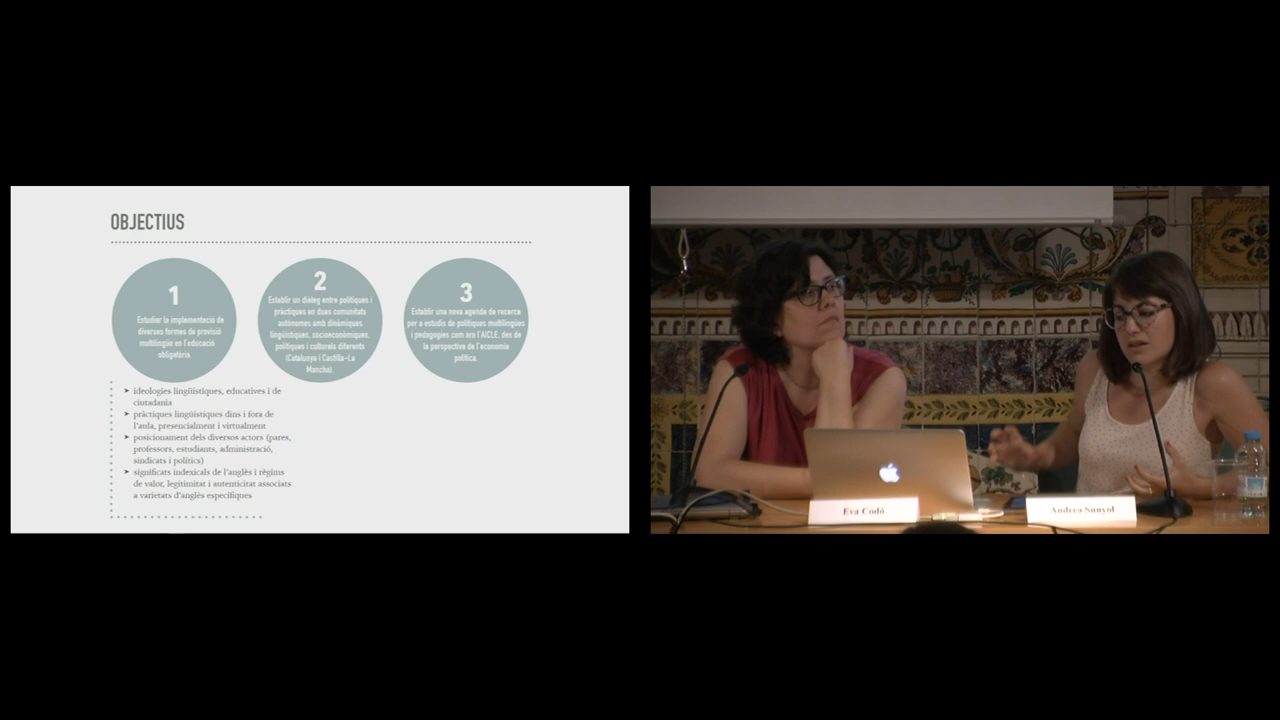 OBJECTIUS
1
Estudiar la implementació de
diverses formes de provisió
multilingüe en l'educació
obligatòria
2
Establir un diàleg entre polítiques i
pràctiques en dues comunitats
autònomes amb dinàmiques
lingüístiques, socioeconòmiques,
polítiques i culturals diferents
(Catalunya i Castilla-La
Mancha).
3
Establir una nova agenda de recerca
per a estudis de polítiques multilingües
i pedagogies com ara l'AICLE, des de
la perspectiva de l'economia
política.
➤ ideologies lingüístiques, educatives i de
ciutadania
➤ pràctiques lingüístiques dins i fora de
l'aula, presencialment i virtualment
➤ posicionament dels diversos actors (pares,
professors, estudiants, administració,
sindicats i polítics)
➤ significats indexicals de l'anglès i règims
de valor, legitimitat i autenticitat associats
a varietats d'anglès específiques
Eva Codó
Andrea Sunyol